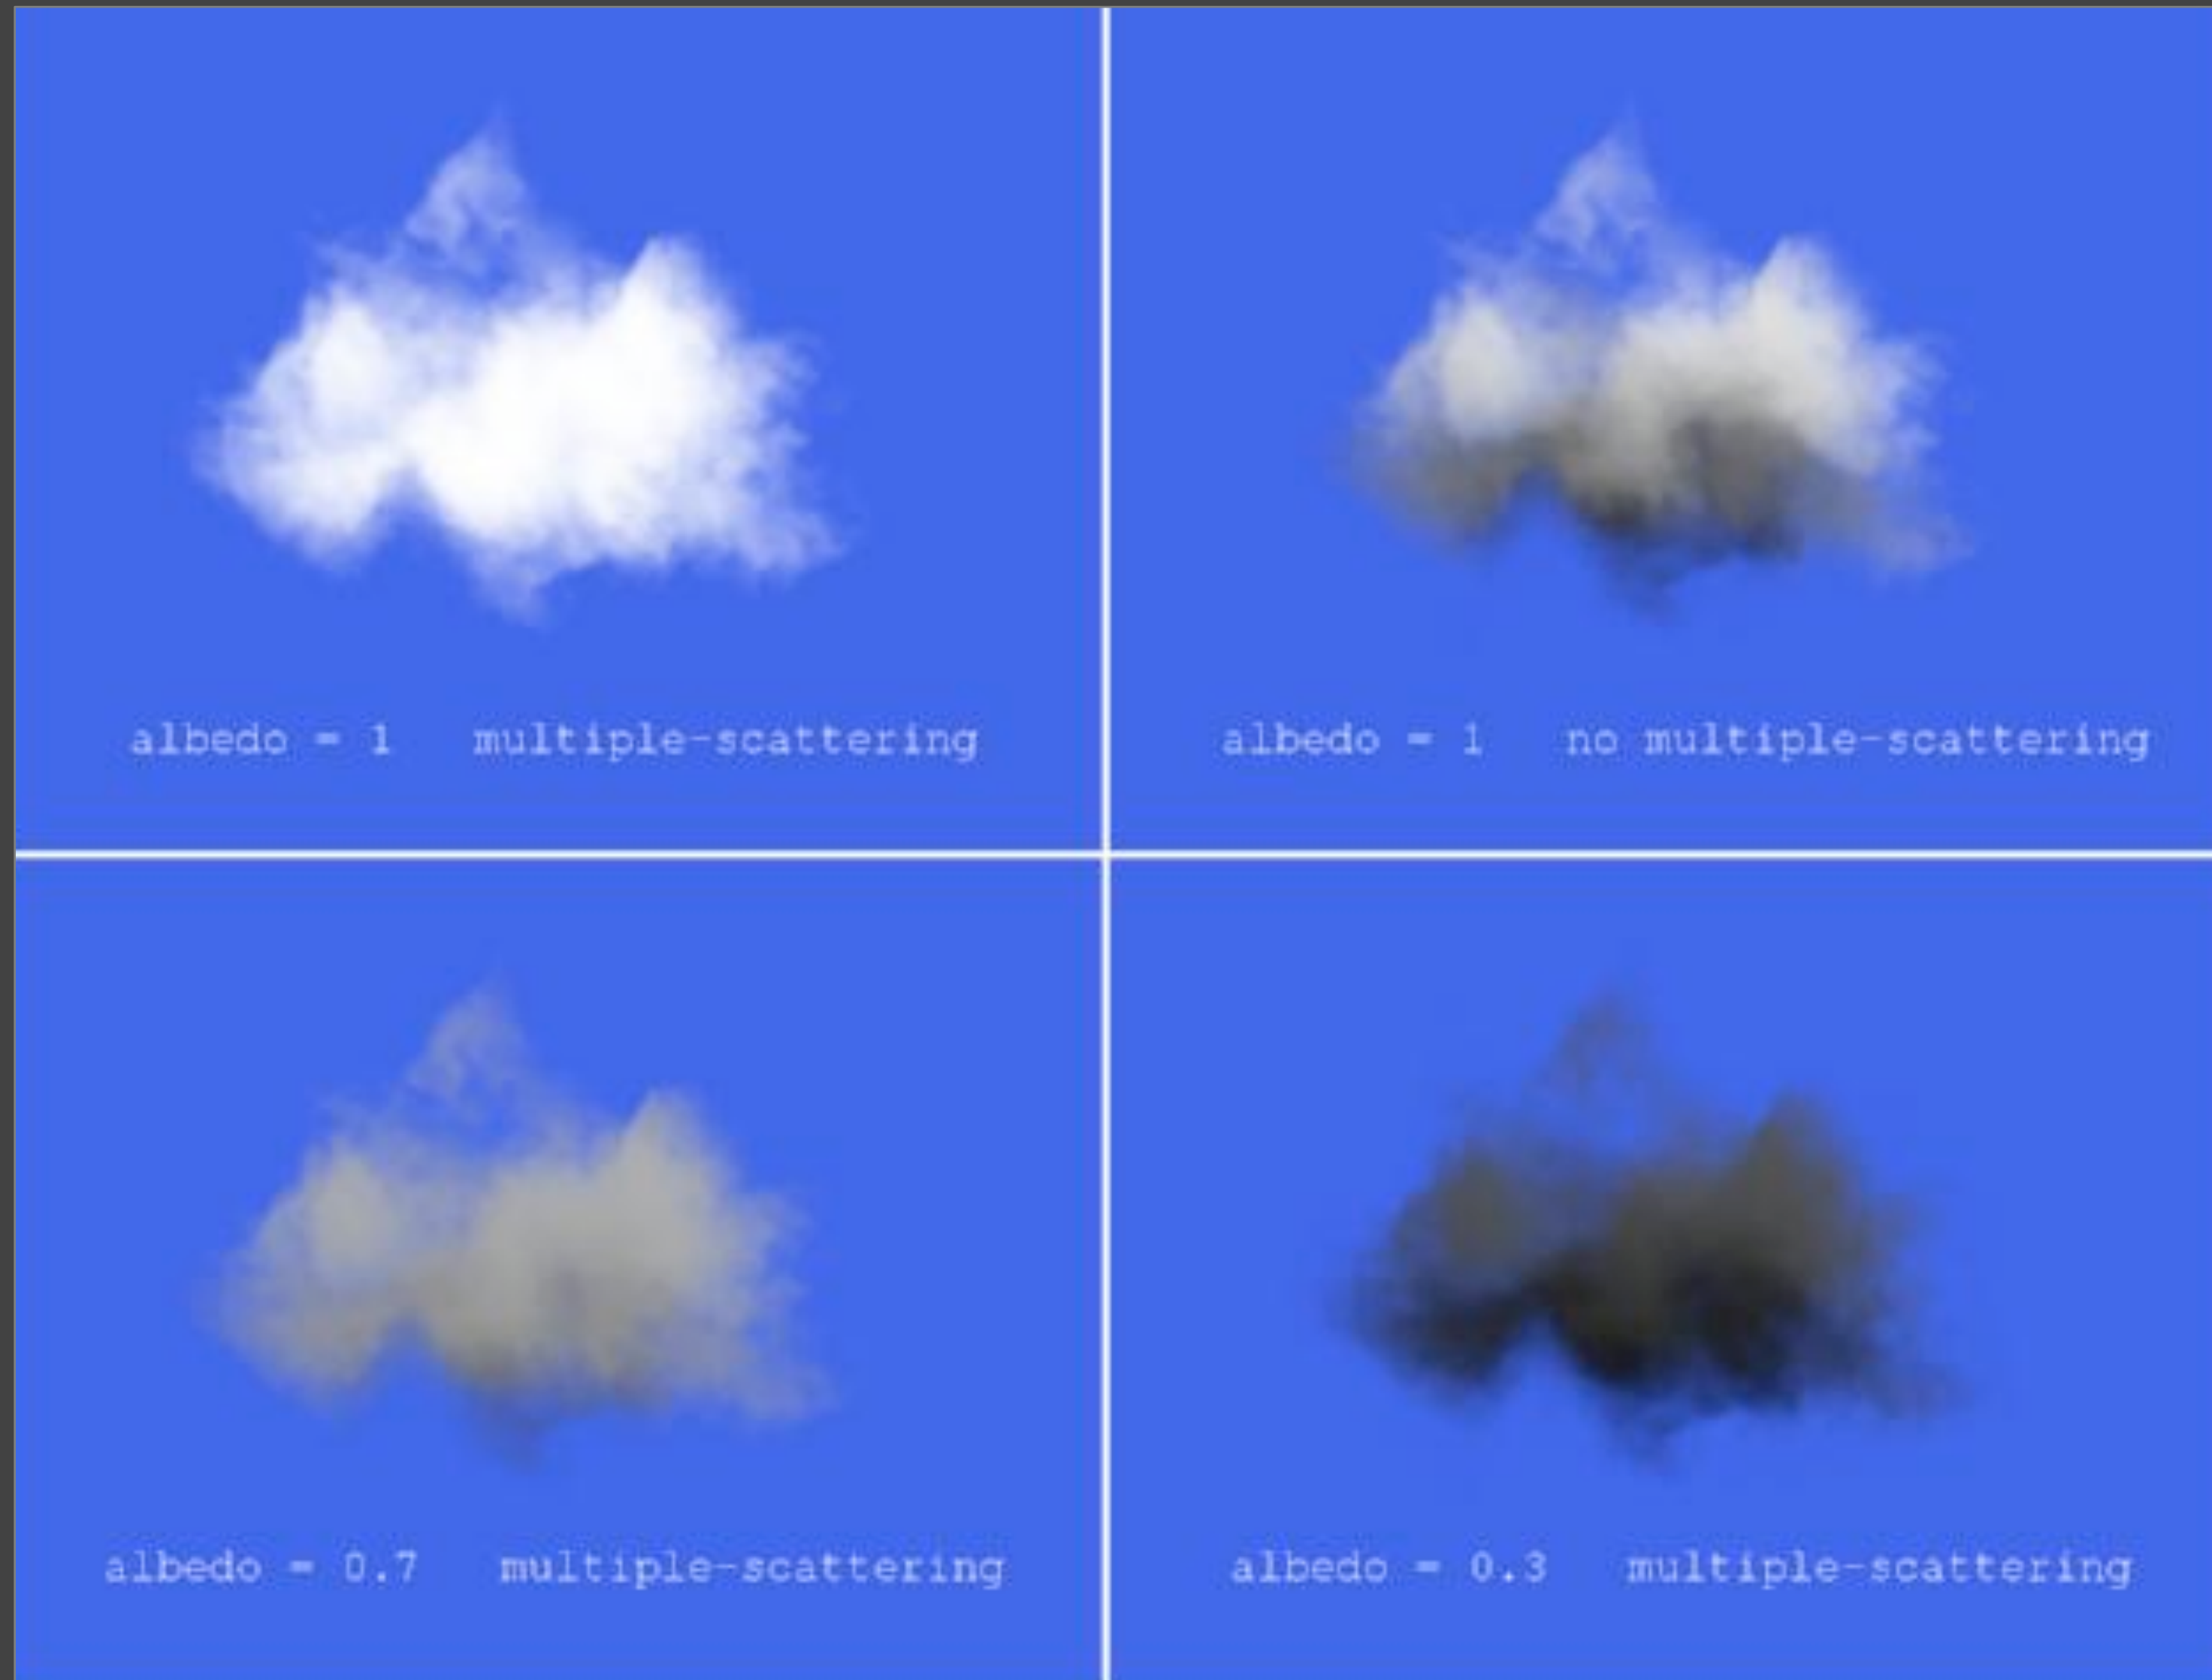 albedo = 1   multiple-scattering
albedo = 1   no multiple-scattering
albedo = 0.7   multiple-scattering
albedo = 0.3   multiple-scattering